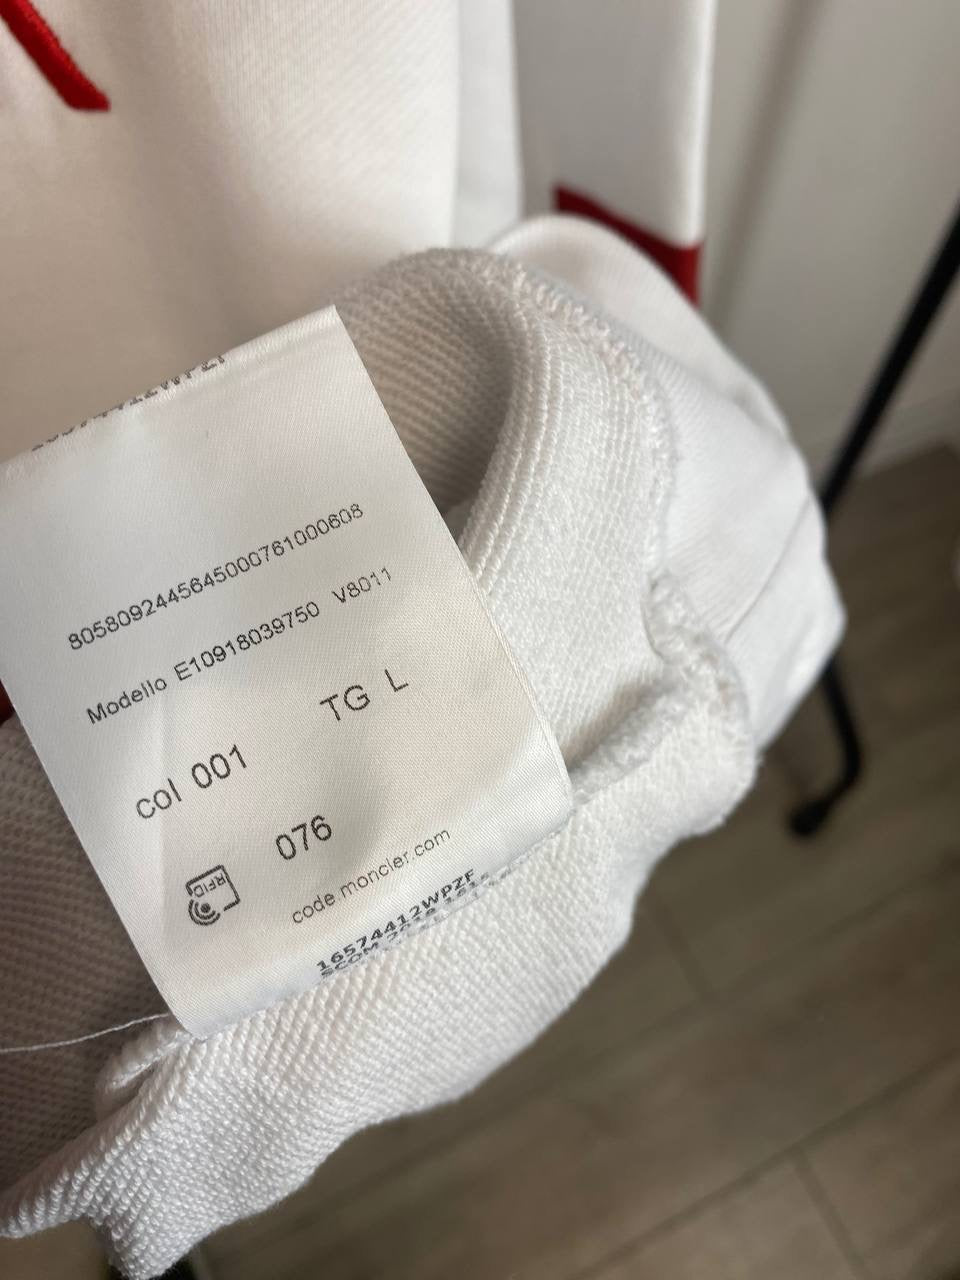 8058092445645000761000608
Modello E10918039750 V8011
TG L
col 001
076
RFID
code.moncler.com
16574412WPZF